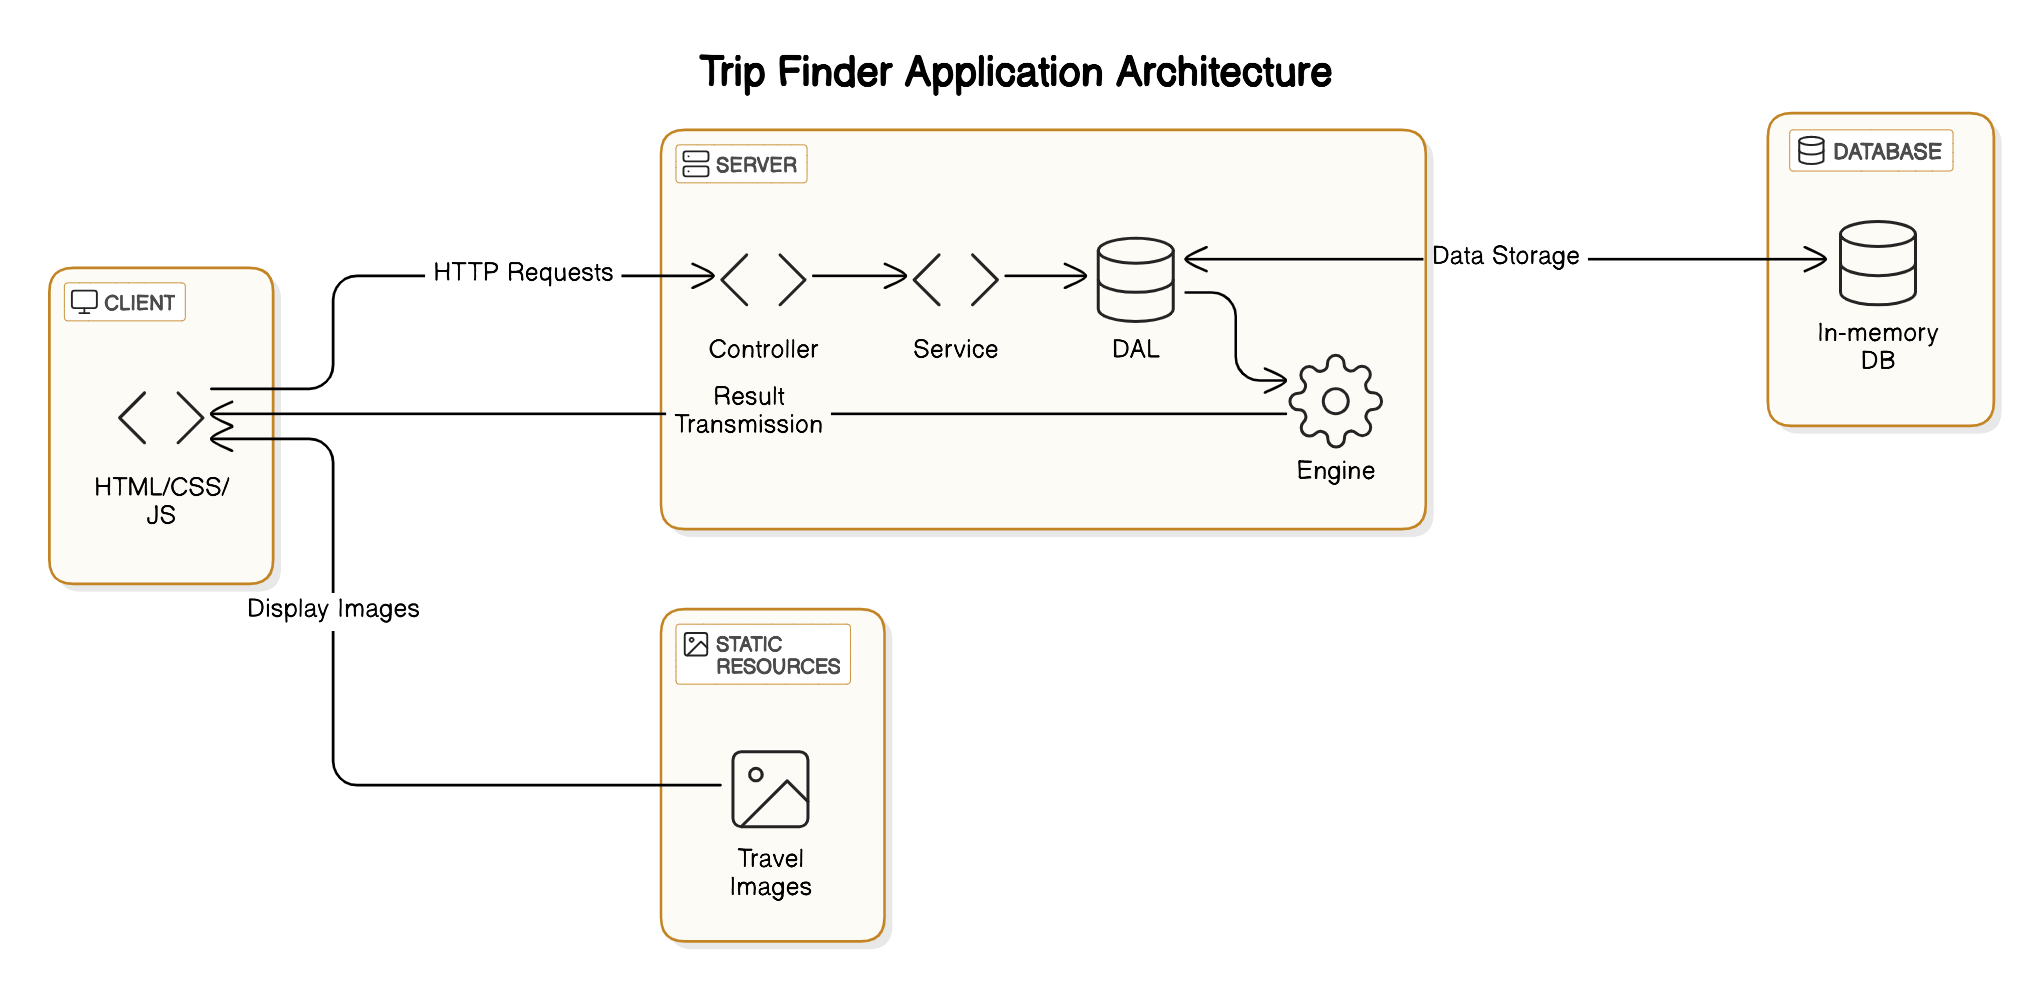 Trip Finder Application Architecture
SERVER
DATABASE
CLIENT
HTTP Requests
Data Storage
Controller
Service
DAL
In-memory
DB
Result
Transmission
Engine
HTML/CSS/
JS
Display Images
STATIC
RESOURCES
Travel
Images